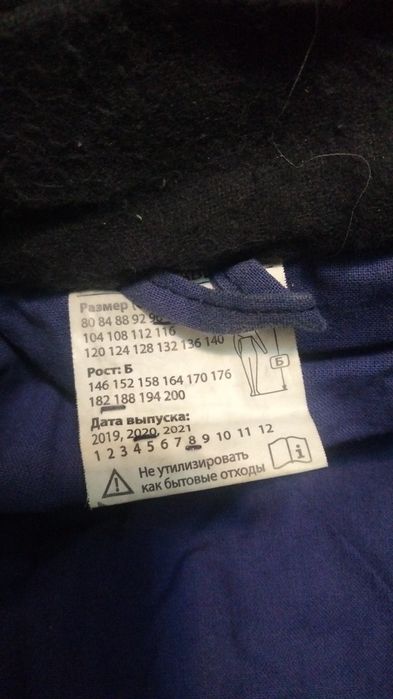 Размер
80 84 88 92 96
104 108 112 116
120 124 128 132 136 140
Рост: Б
146 152 158 164 170 176
182 188 194 200
Б
Дата выпуска:
2019, 2020, 2021
1 2 3 4 5 6 7 8 9 10 11 12
Не утилизировать
как бытовые отходы
i